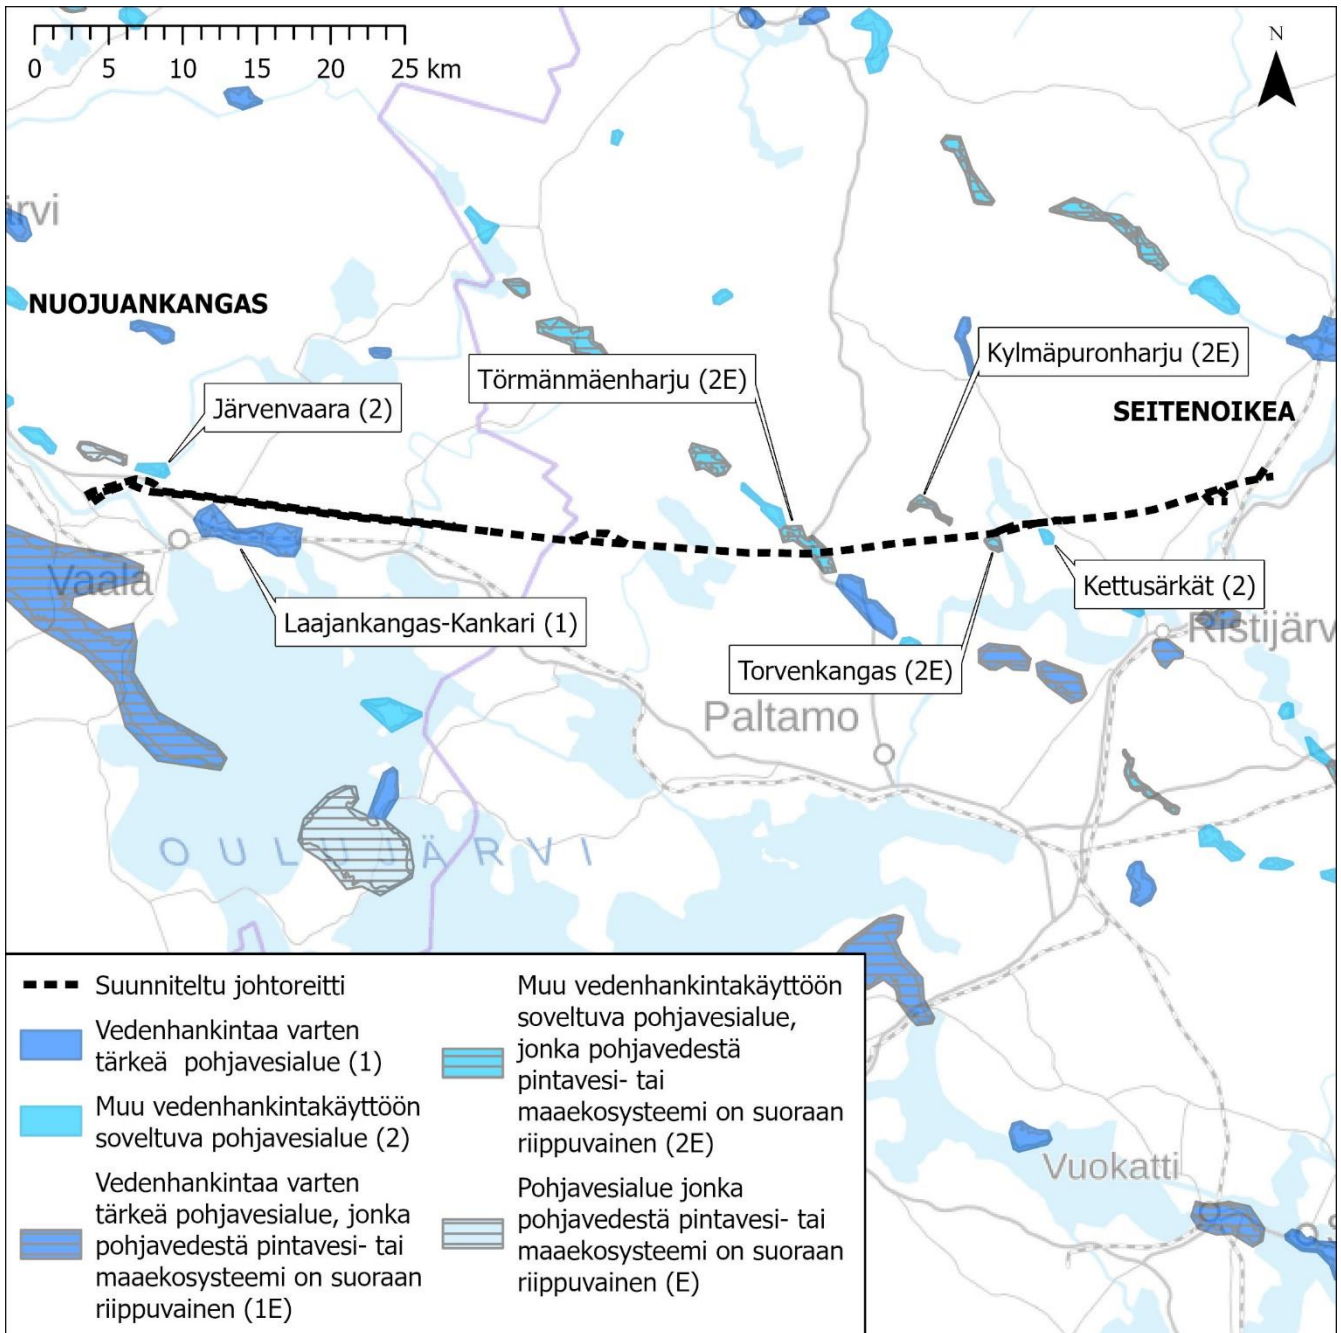 0 5 10 15 20 25 km
N
ärvi
NUOJUANKANGAS
Kylmäpuronharju (2E)
Törmänmäenharju (2E)
Järvenvaara (2)
SEITENOIKEA
Vaala
Kettusärkät (2)
Laajankangas-Kankari (1)
Ristijärv
Torvenkangas (2E)
Paltamo
OULUJÄRVI
Vuokatti
S
Suunniteltu johtoreitti
Vedenhankintaa varten
tärkeä pohjavesialue (1)
Muu vedenhankintakäyttöön
soveltuva pohjavesialue (2)
Vedenhankintaa varten
tärkeä pohjavesialue, jonka
pohjavedestä pintavesi- tai
maaekosysteemi on suoraan
riippuvainen (1E)
Muu vedenhankintakäyttöön
soveltuva pohjavesialue,
jonka pohjavedestä
pintavesi- tai
maaekosysteemi on suoraan
riippuvainen (2E)
Pohjavesialue jonka
pohjavedestä pintavesi- tai
maaekosysteemi on suoraan
riippuvainen (E)